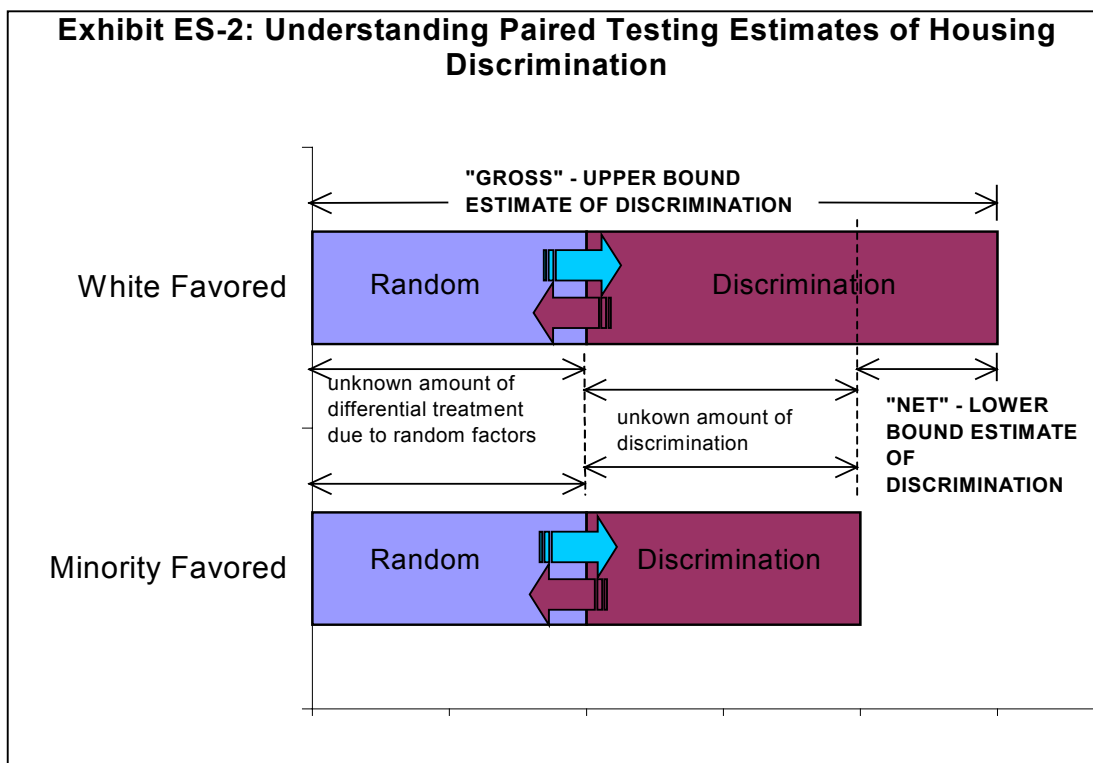 Exhibit ES-2: Understanding Paired Testing Estimates of Housing
Discrimination
"GROSS" - UPPER BOUND
ESTIMATE OF DISCRIMINATION
White Favored
Random
Discrimination
unknown amount of
differential treatment
due to random factors
unkown amount of
discrimination
"NET" - LOWER
BOUND ESTIMATE
OF
DISCRIMINATION
Minority Favored
Random
Discrimination